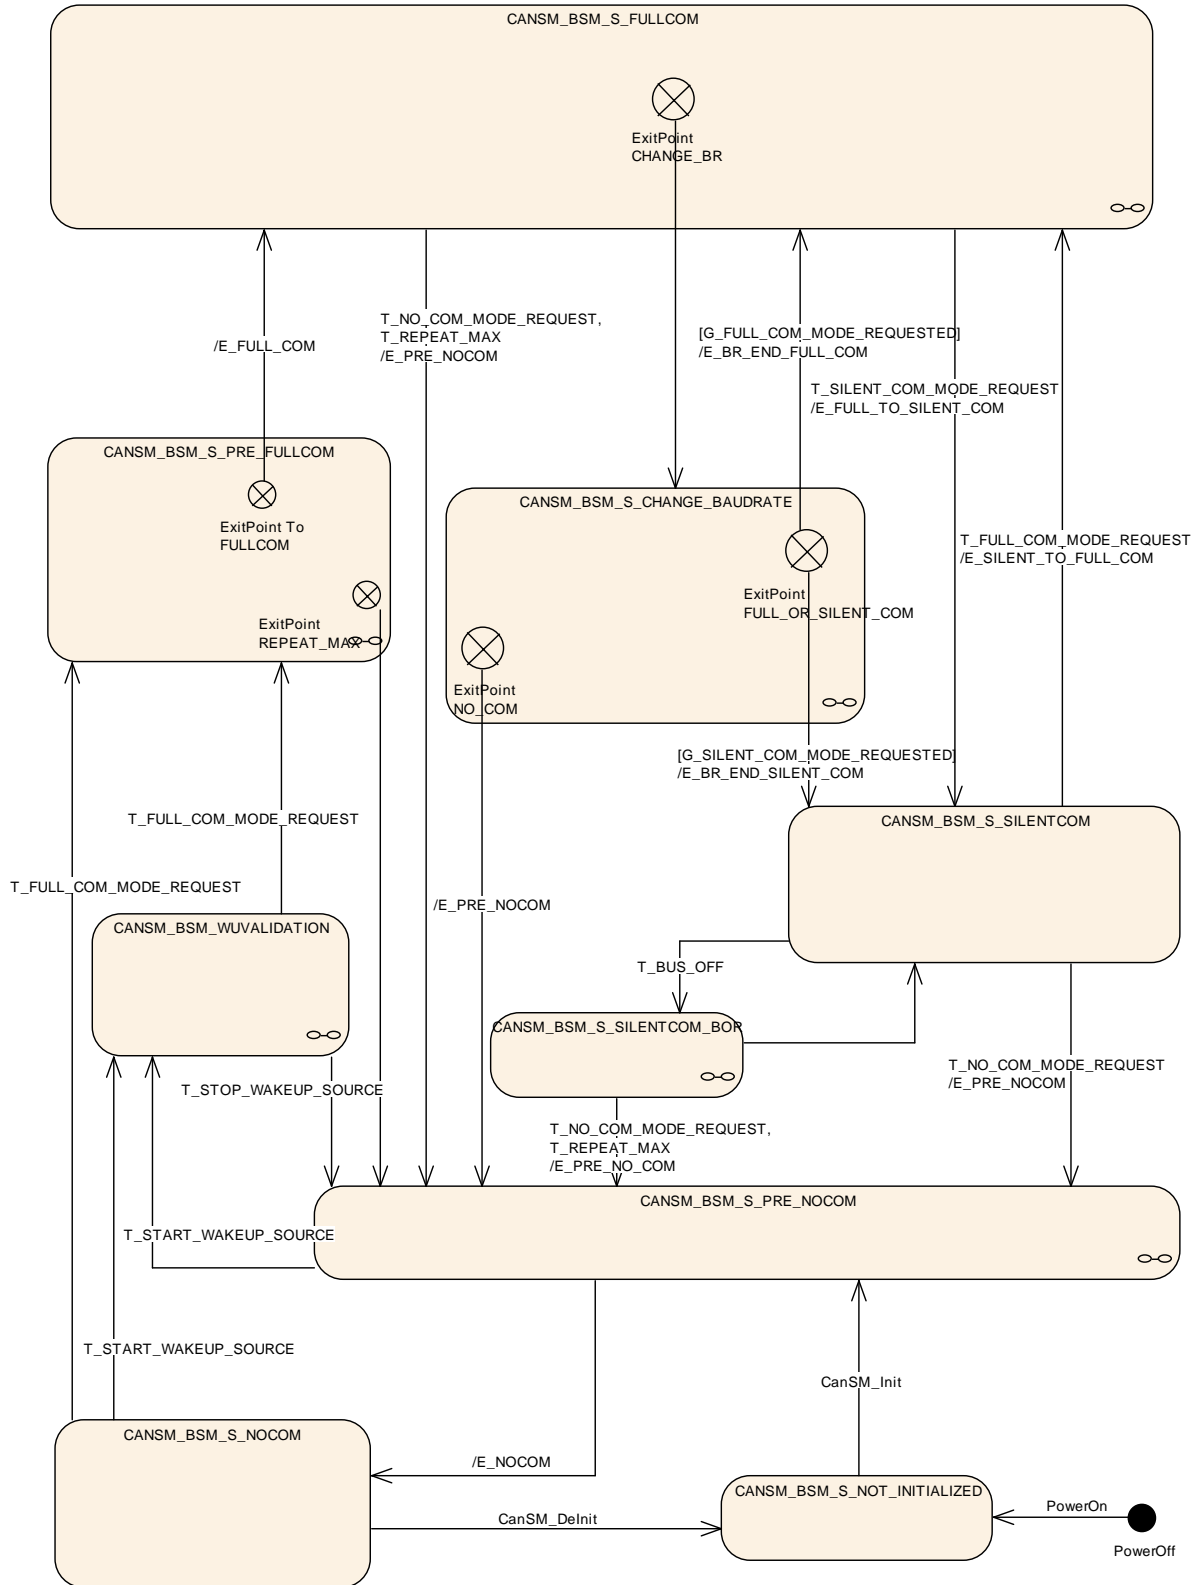 CANSM_BSM_S_FULLCOM
ExitPoint
CHANGE_BR
T_NO_COM_MODE_REQUEST,
T_REPEAT_MAX
/E_PRE_NOCOM
/E_FULL_COM
[G_FULL_COM_MODE_REQUESTED]
/E_BR_END_FULL_COM
T_SILENT_COM_MODE_REQUEST
/E_FULL_TO_SILENT_COM
CANSM_BSM_S_PRE_FULLCOM
ExitPoint To
FULLCOM
ExitPoint
REPEAT_MAX
CANSM_BSM_S_CHANGE_BAUDRATE
ExitPoint
FULL_OR_SILENT_COM
ExitPoint
NO_COM
T_FULL_COM_MODE_REQUEST
/E_SILENT_TO_FULL_COM
[G_SILENT_COM_MODE_REQUESTED]
/E_BR_END_SILENT_COM
T_FULL_COM_MODE_REQUEST
CANSM_BSM_S_SILENTCOM
T_FULL_COM_MODE_REQUEST
/E_PRE_NOCOM
CANSM_BSM_WUVALIDATION
T_BUS_OFF
CANSM_BSM_S_SILENTCOM_BOR
T_NO_COM_MODE_REQUEST
/E_PRE_NOCOM
T_STOP_WAKEUP_SOURCE
T_NO_COM_MODE_REQUEST,
T_REPEAT_MAX
/E_PRE_NO_COM
CANSM_BSM_S_PRE_NOCOM
T_START_WAKEUP_SOURCE
T_START_WAKEUP_SOURCE
CanSM_Init
CANSM_BSM_S_NOCOM
/E_NOCOM
CANSM_BSM_S_NOT_INITIALIZED
PowerOn
CanSM_DeInit
PowerOff